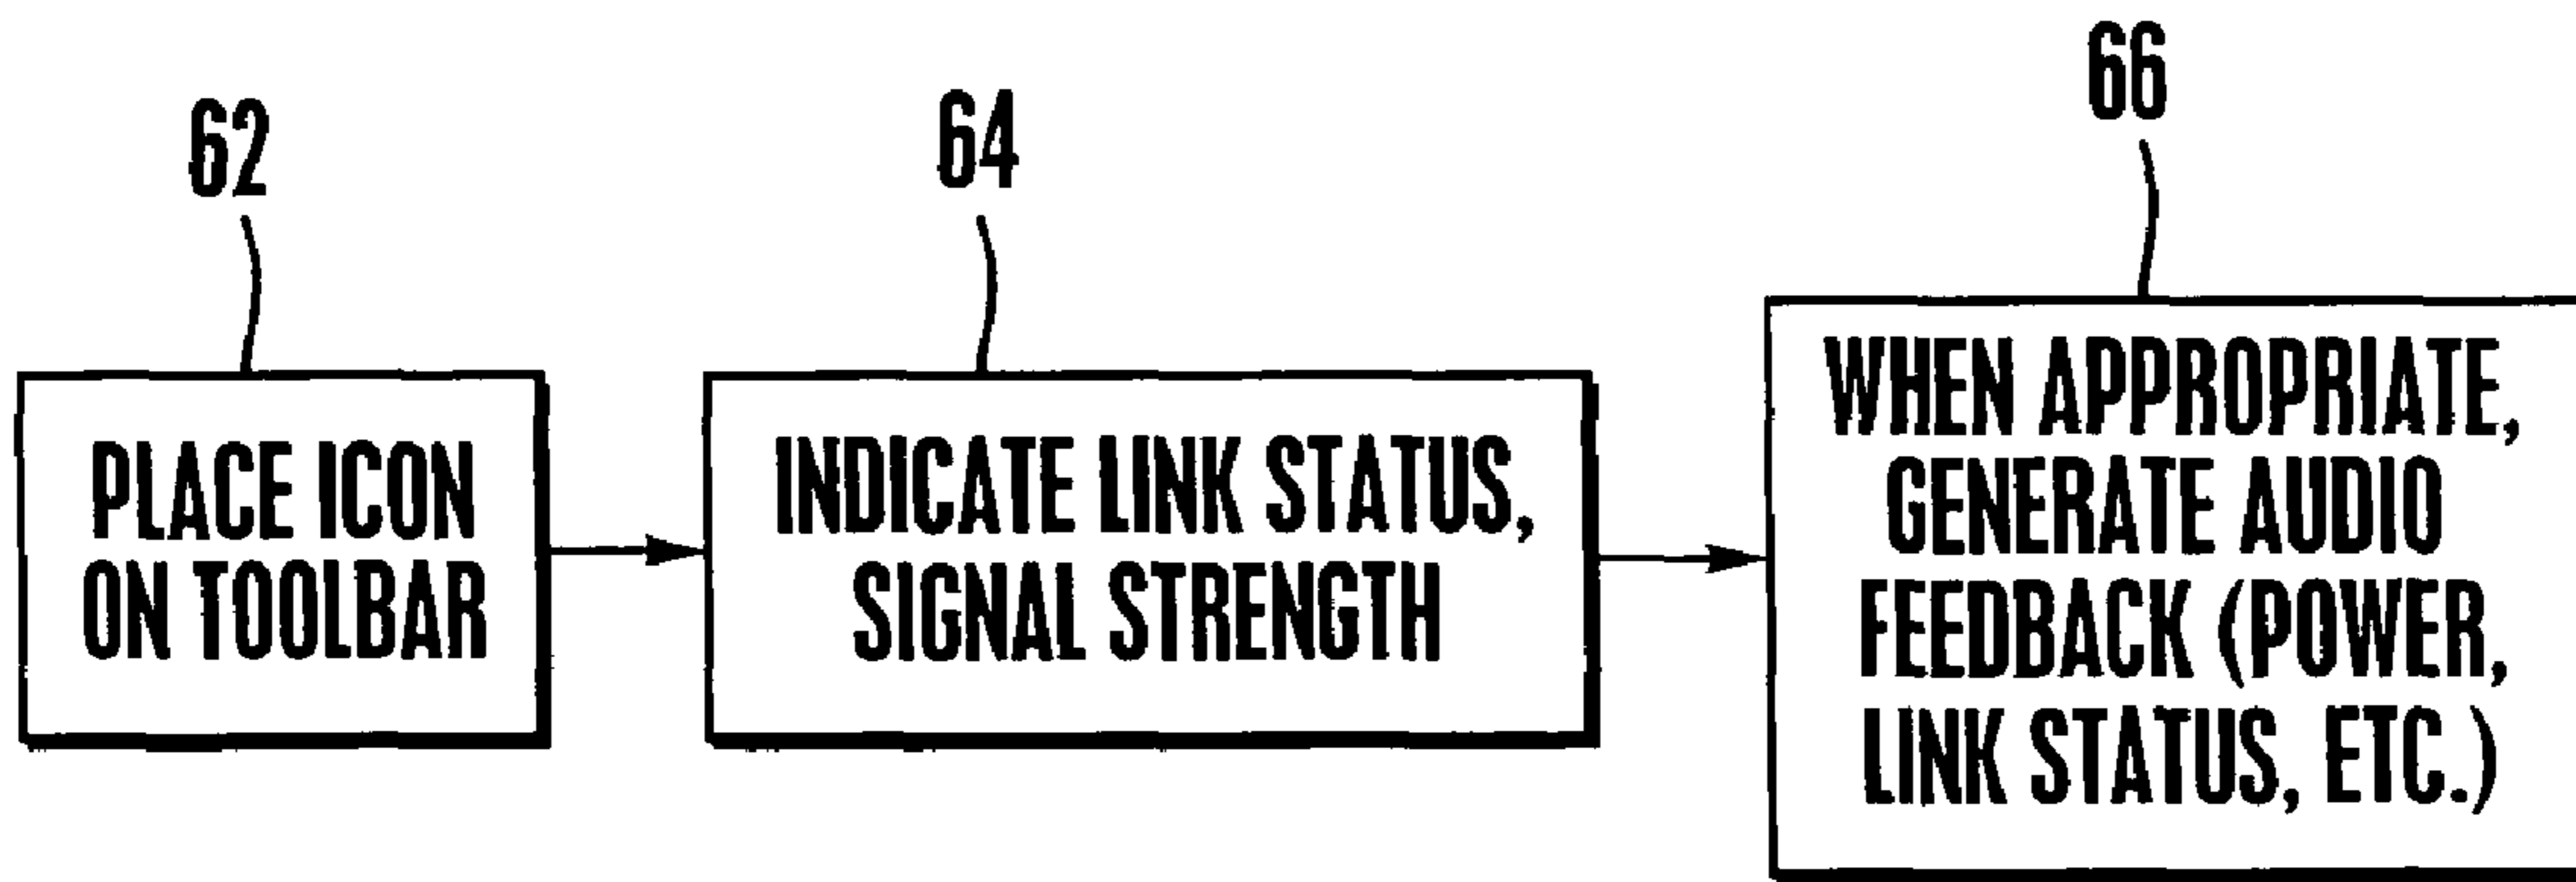 62
64
66
PLACE ICON
ON TOOLBAR
INDICATE LINK STATUS,
SIGNAL STRENGTH
WHEN APPROPRIATE,
GENERATE AUDIO
FEEDBACK (POWER,
LINK STATUS, ETC.)